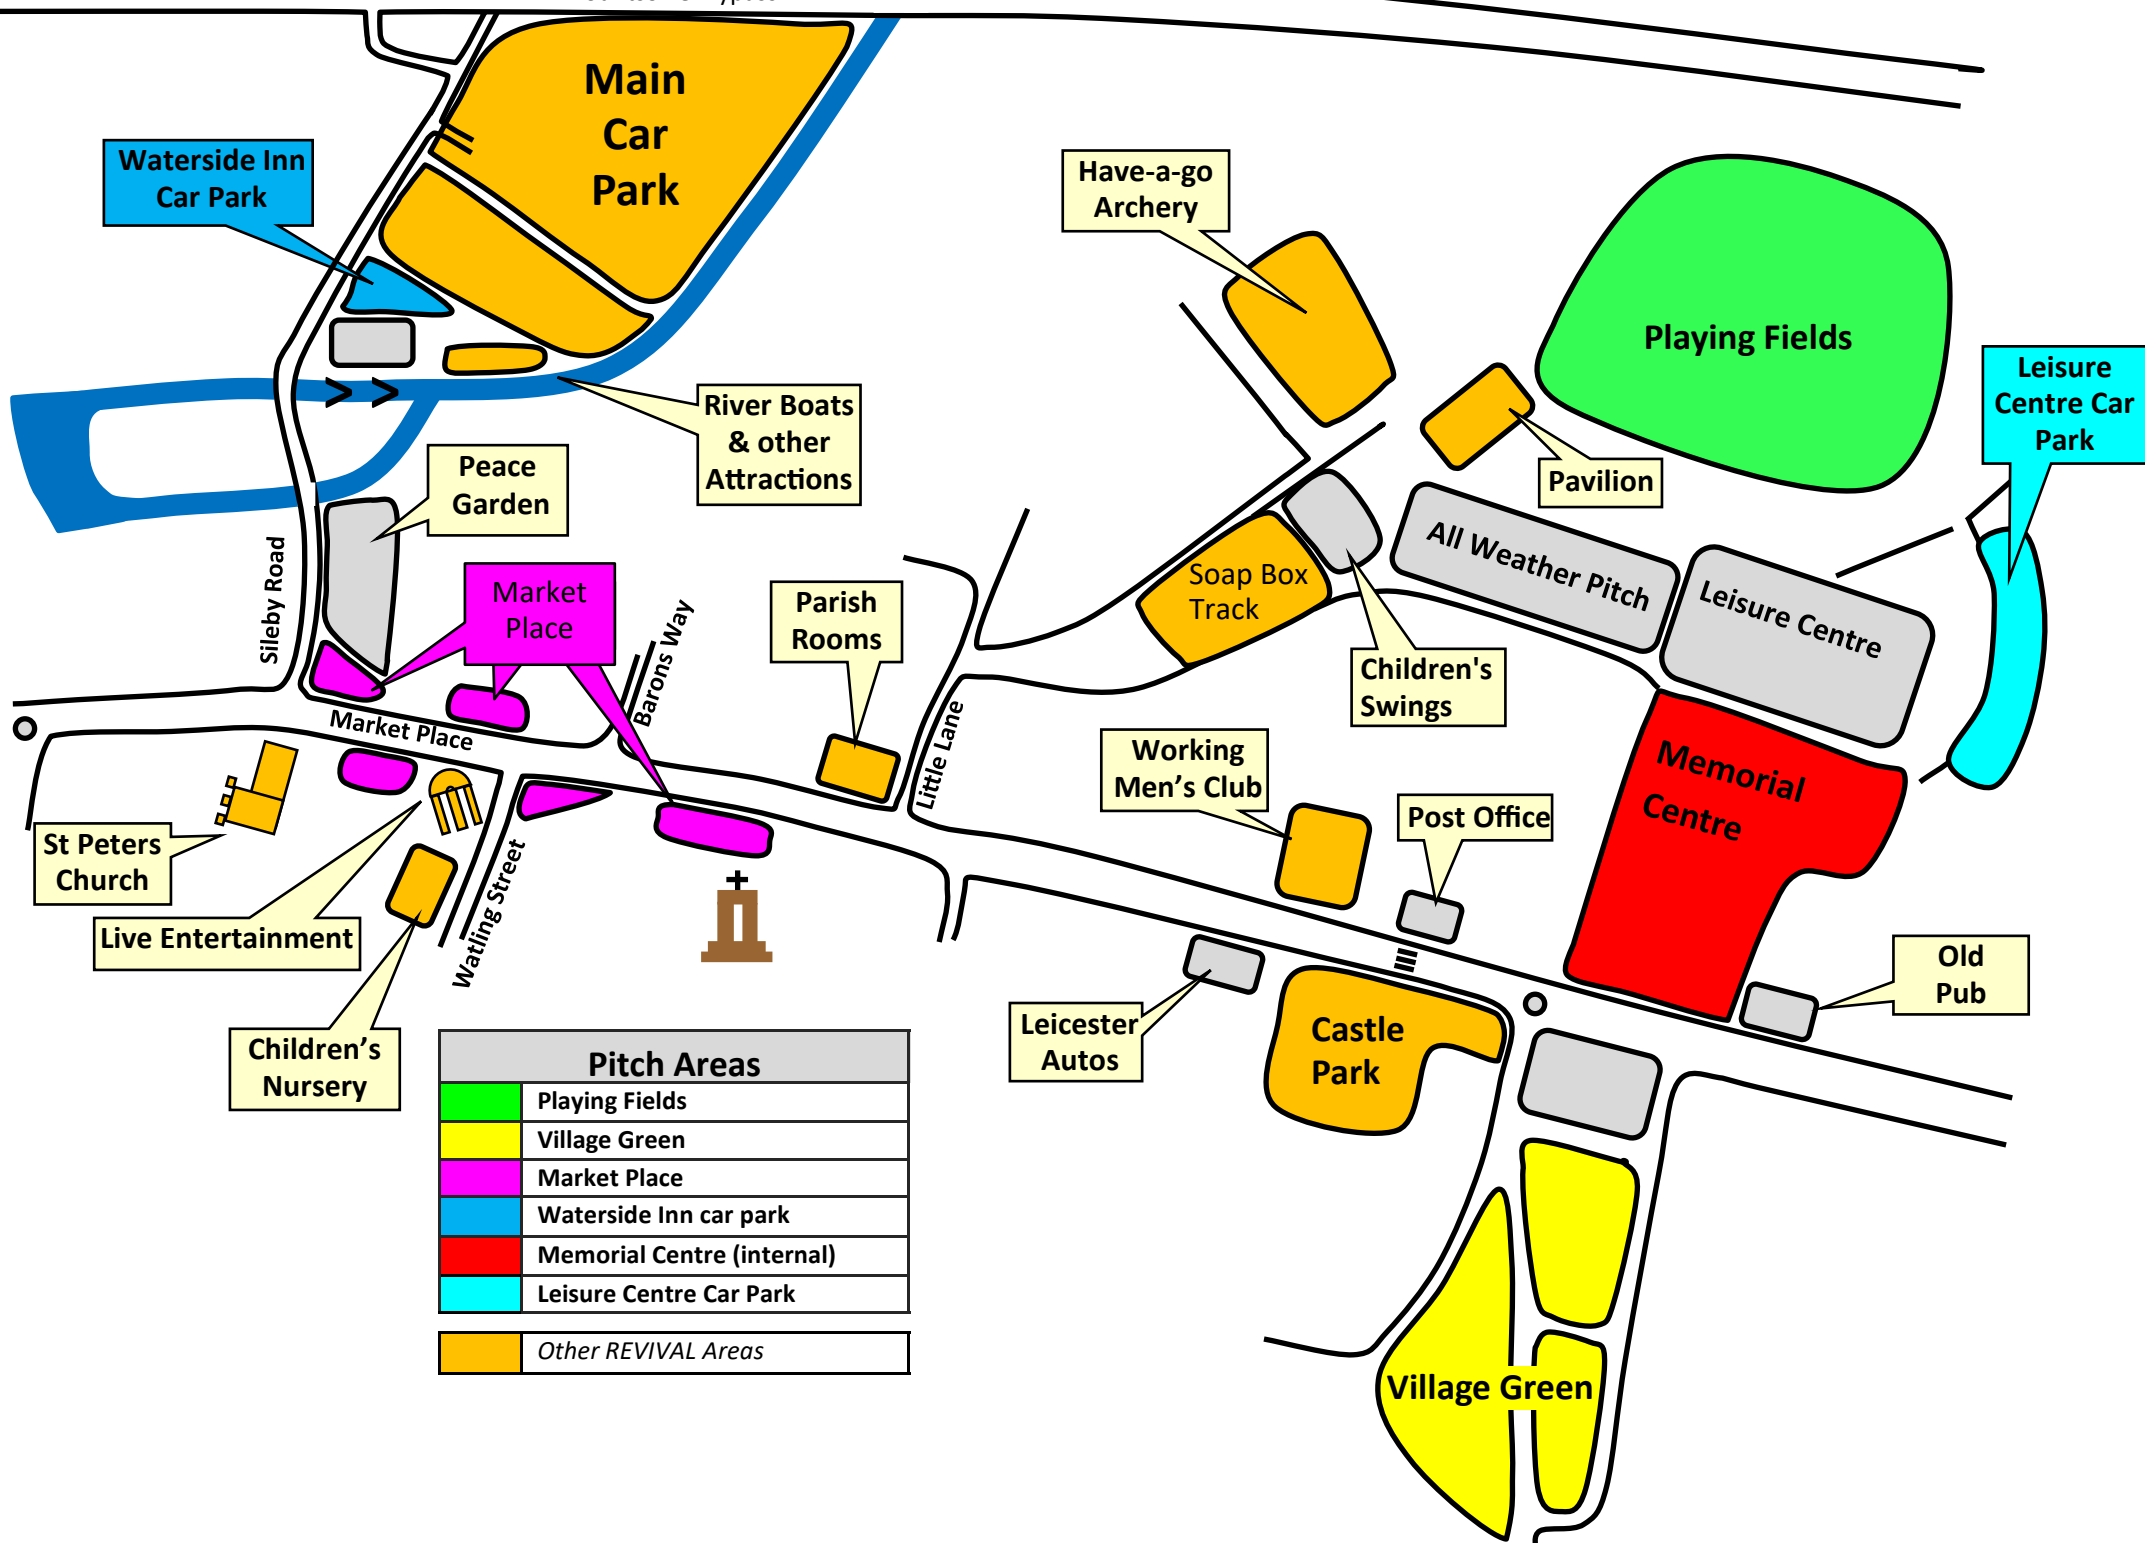 Main
Car
Park
Waterside Inn
Car Park
Have-a-go
Archery
Playing Fields
Leisure
Centre Car
Park
River Boats
& other
Attractions
Peace
Garden
Pavilion
All Weather Pitch
Leisure Centre
Soap Box
Track
Sileby Road
Market
Place
Barons Way
Parish
Rooms
Children's
Swings
Market Place
Little Lane
Working
Men's Club
Memorial
Centre
Post Office
St Peters
Church
Live Entertainment
Watling Street
Old
Pub
Leicester
Autos
Castle
Park
Children's
Nursery
Pitch Areas
Playing Fields
Village Green
Market Place
Waterside Inn car park
Memorial Centre (internal)
Leisure Centre Car Park
Other REVIVAL Areas
Village Green